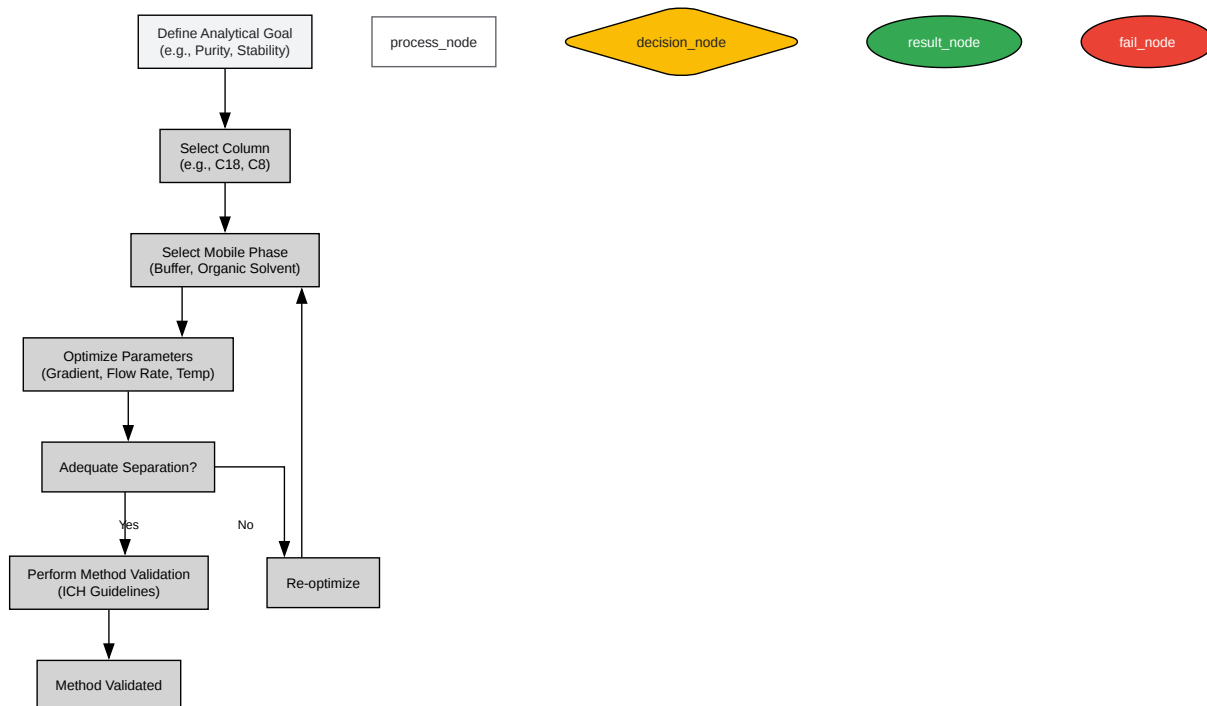 Define Analytical Goal
(e.g., Purity, Stability)
process_node
decision_node
result_node
fail_node
Select Column
(e.g., C18, C8)
Select Mobile Phase
(Buffer, Organic Solvent)
Optimize Parameters
(Gradient, Flow Rate, Temp)
Adequate Separation?
Yes
No
Perform Method Validation
(ICH Guidelines)
Re-optimize
Method Validated